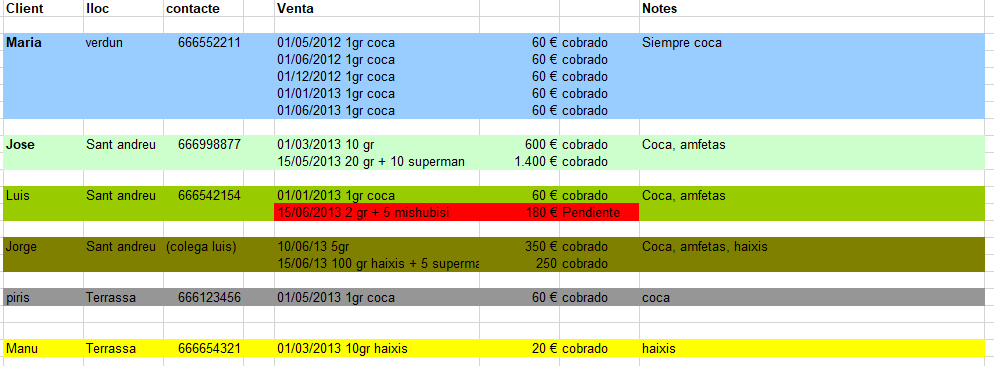 Client lloc contacte Venta Notes
Maria verdun 666552211 01/05/2012 1gr coca 60 € cobrado Siempre coca
01/06/2012 1gr coca 60 € cobrado
01/12/2012 1gr coca 60 € cobrado
01/01/2013 1gr coca 60 € cobrado
01/06/2013 1gr coca 60 € cobrado
Jose Sant andreu 666998877 01/03/2013 10 gr 600 € cobrado Coca, amfetas
15/05/2013 20 gr + 10 superman 1.400 € cobrado
Luis Sant andreu 666542154 01/01/2013 1gr coca 60 € cobrado Coca, amfetas
15/06/2013 2 gr + 5 mishubisi 180 € Pendiente
Jorge Sant andreu (colega luis) 10/06/13 5gr 350 € cobrado Coca, amfetas, haixis
15/06/13 100 gr haixis + 5 superma 250 cobrado
piris Terrassa 666123456 01/05/2013 1gr coca 60 € cobrado coca
Manu Terrassa 666654321 01/03/2013 10gr haixis 20 € cobrado haixis